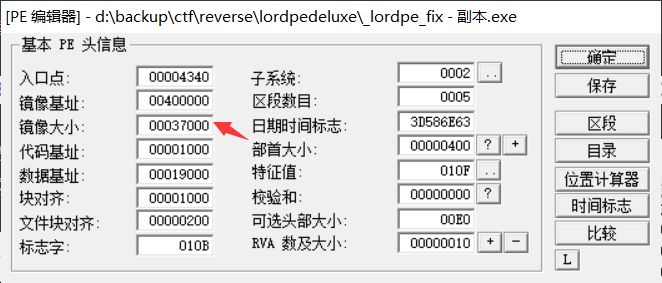 [PE 编辑器] - d:\backup\ctf\reverse\lordpedeluxe\_lordpe_fix - 副本.exe
基本 PE 头信息
入口点: 00004340 子系统: 0002 .. 确定
镜像基址: 00400000 区段数目: 0005 保存
镜像大小: 00037000 日期时间标志: 3D586E63 区段
代码基址: 00001000 部首大小: 00000400 ? + 目录
数据基址: 00019000 特征值: 010F .. 位置计算器
块对齐: 00001000 校验和: 00000000 ? 时间标志
文件块对齐: 00000200 可选头部大小: 00E0 比较
标志字: 010B RVA 数及大小: 00000010 + - L